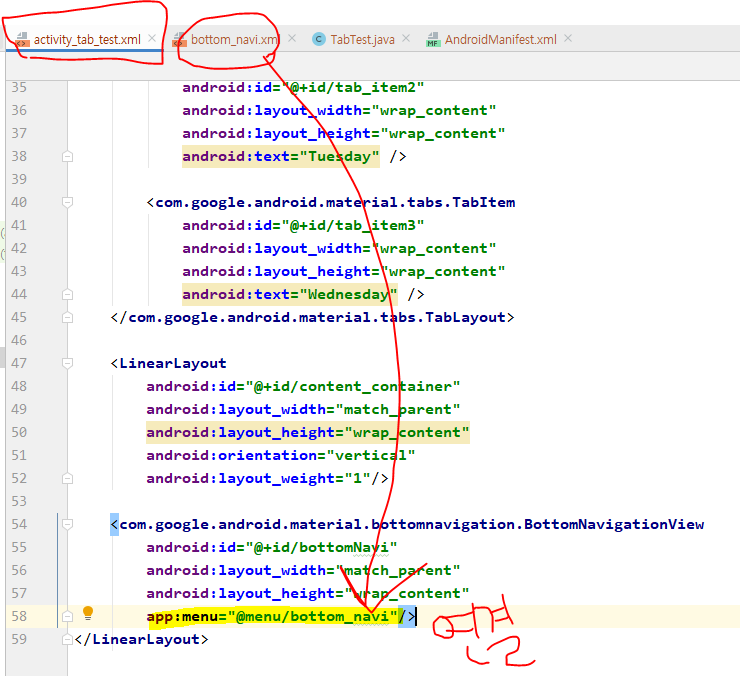 activity_tab_test.xml bottom_navi.xml TabTest.java AndroidManifest.xml
35 android:id="@+id/tab_item2"
36 android:layout_width="wrap_content"
37 android:layout_height="wrap_content"
38 android:text="Tuesday" />
39
40 <com.google.android.material.tabs.TabItem
41 android:id="@+id/tab_item3"
42 android:layout_width="wrap_content"
43 android:layout_height="wrap_content"
44 android:text="Wednesday" />
45 </com.google.android.material.tabs.TabLayout>
46
47 <LinearLayout
48 android:id="@+id/content_container"
49 android:layout_width="match_parent"
50 android:layout_height="wrap_content"
51 android:orientation="vertical"
52 android:layout_weight="1"/>
53
54 <com.google.android.material.bottomnavigation.BottomNavigationView
55 android:id="@+id/bottomNavi"
56 android:layout_width="match_parent"
57 android:layout_height="wrap_content"
58 app:menu="@menu/bottom_navi"/>
연결
59 </LinearLayout>